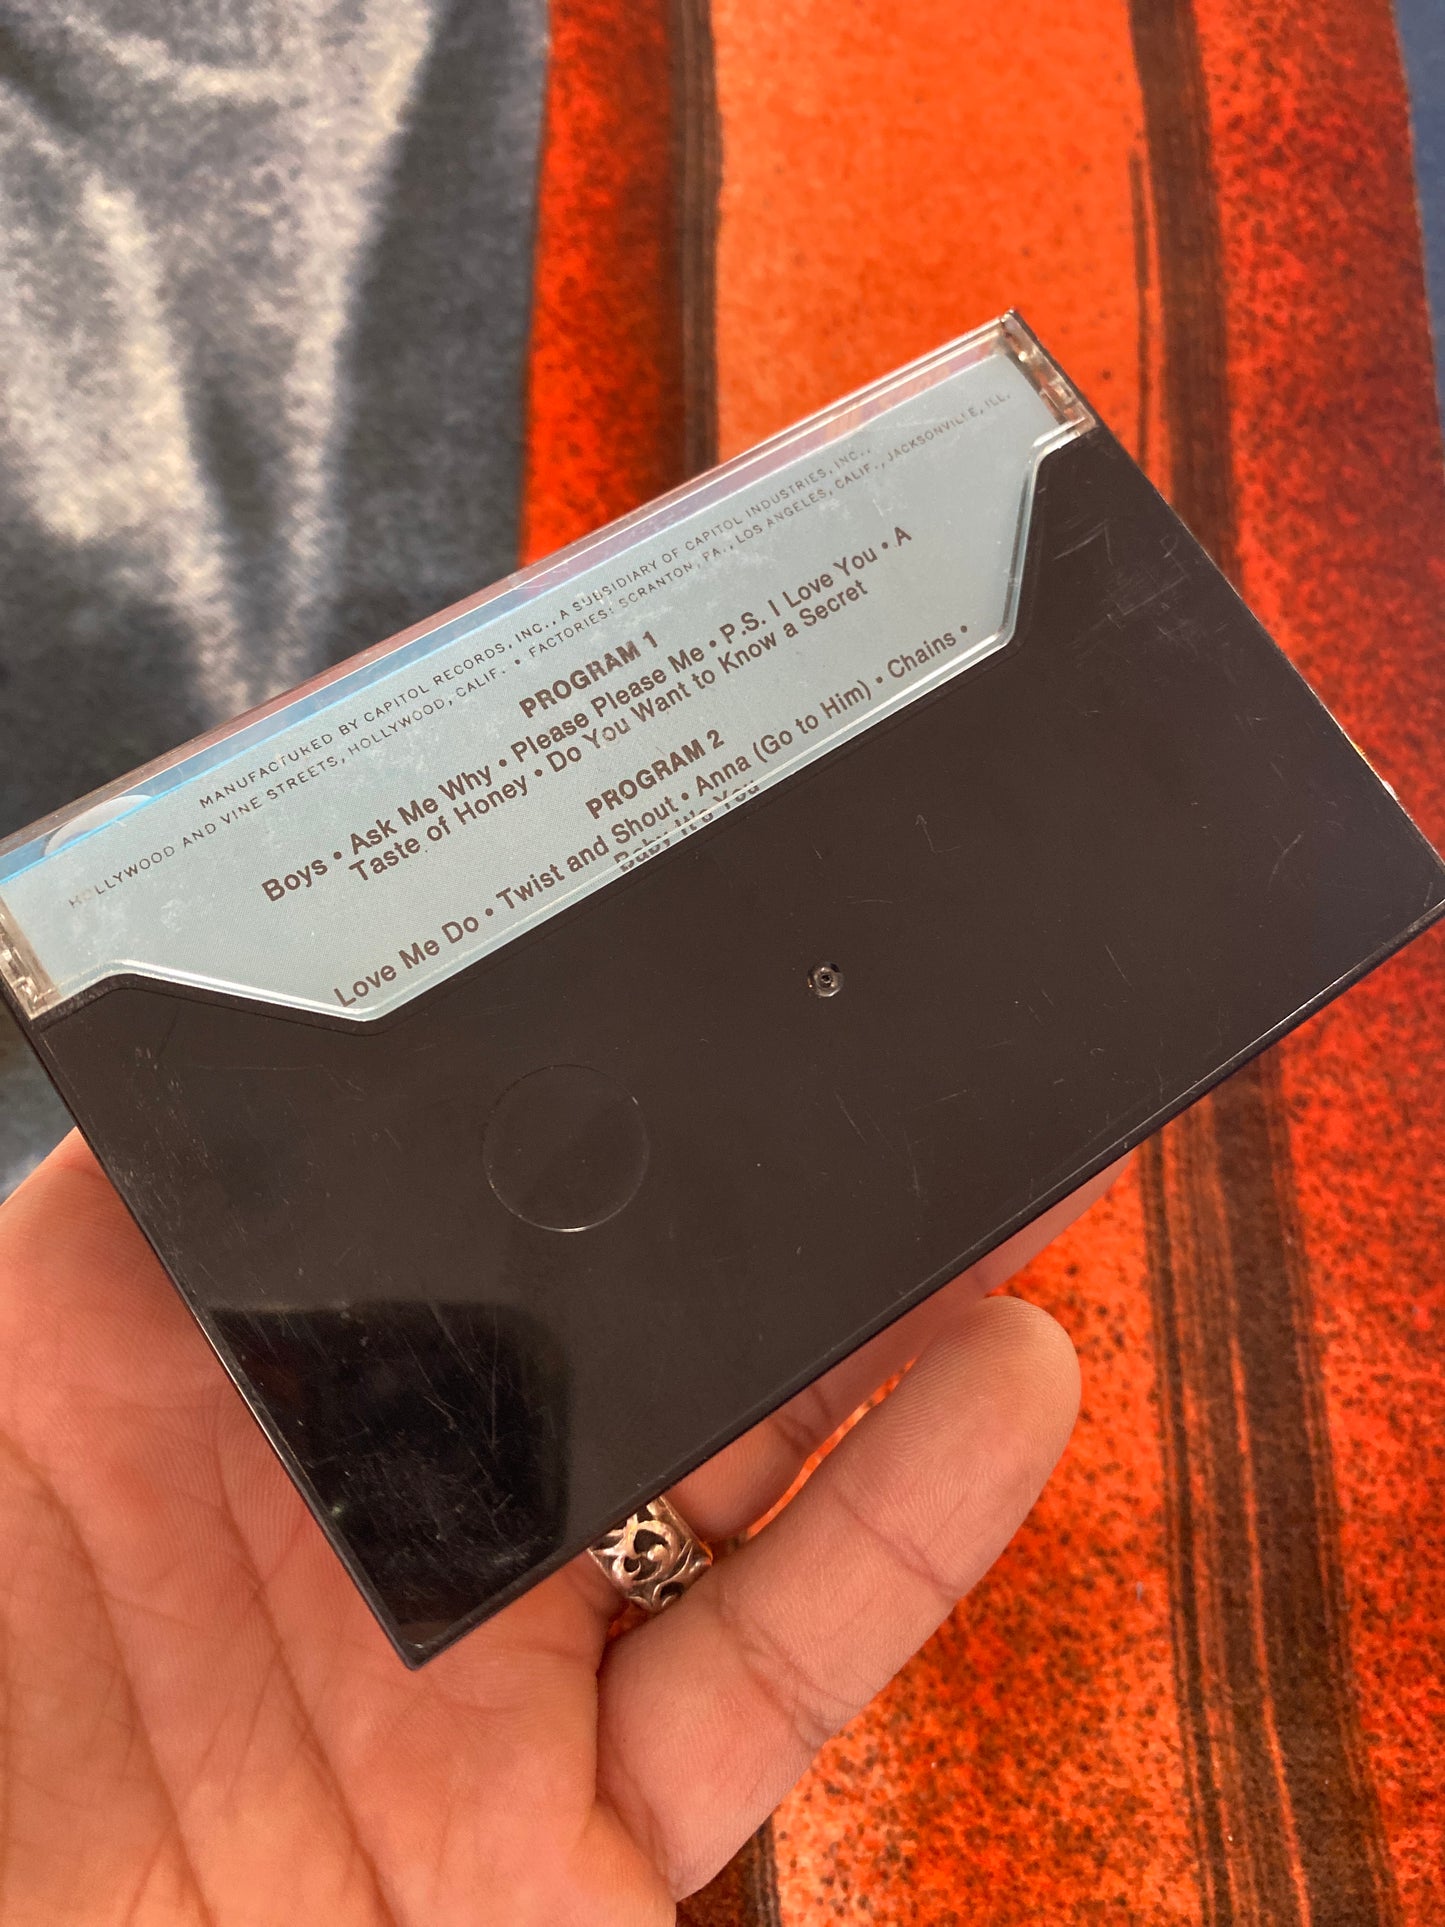 MANUFACTURED BY CAPITOL RECORDS, INC., A SUBSIDIARY OF CAPITOL INDUSTRIES, INC.,
HOLLYWOOD AND VINE STREETS, HOLLYWOOD, CALIF. • FACTORIES: SCRANTON, PA., LOS ANGELES, CALIF., JACKSONVILLE, ILL.
PROGRAM 1
Boys • Ask Me Why • Please Please Me • P.S. I Love You • A
Taste of Honey • Do You Want to Know a Secret
PROGRAM 2
Love Me Do • Twist and Shout • Anna (Go to Him) • Chains •
Baby It's You